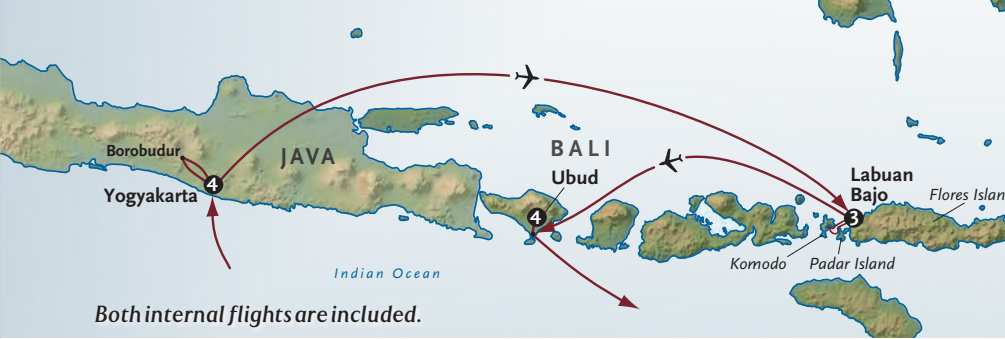 Borobudur
Yogyakarta
4
JAVA
BALI
Ubud
4
Labuan
Bajo
3
Flores Islan
Komodo
Padar Island
Indian Ocean
Both internal flights are included.